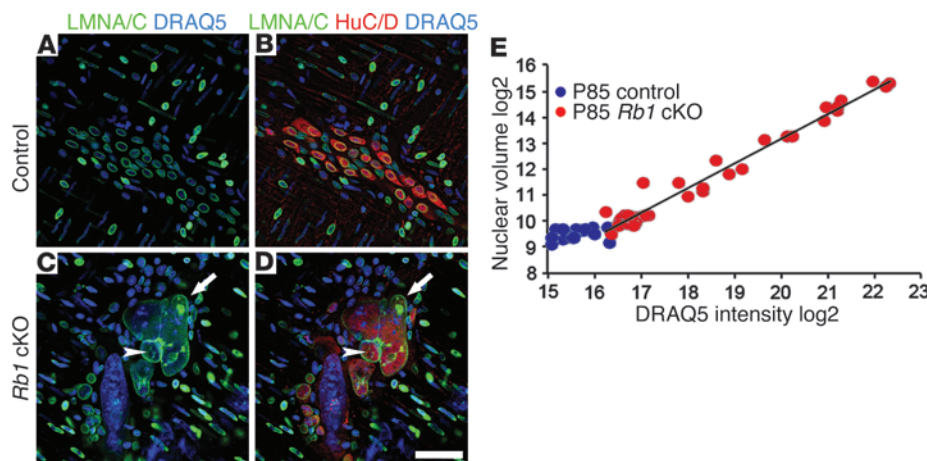 LMNA/C DRAQ5
LMNA/C HuC/D DRAQ5
A
B
Control
C
D
Rb1 cKO
E
Nuclear volume log2
16
15
14
13
12
11
10
9
8
P85 control
P85 Rb1 cKO
15 16 17 18 19 20 21 22 23
DRAQ5 intensity log2